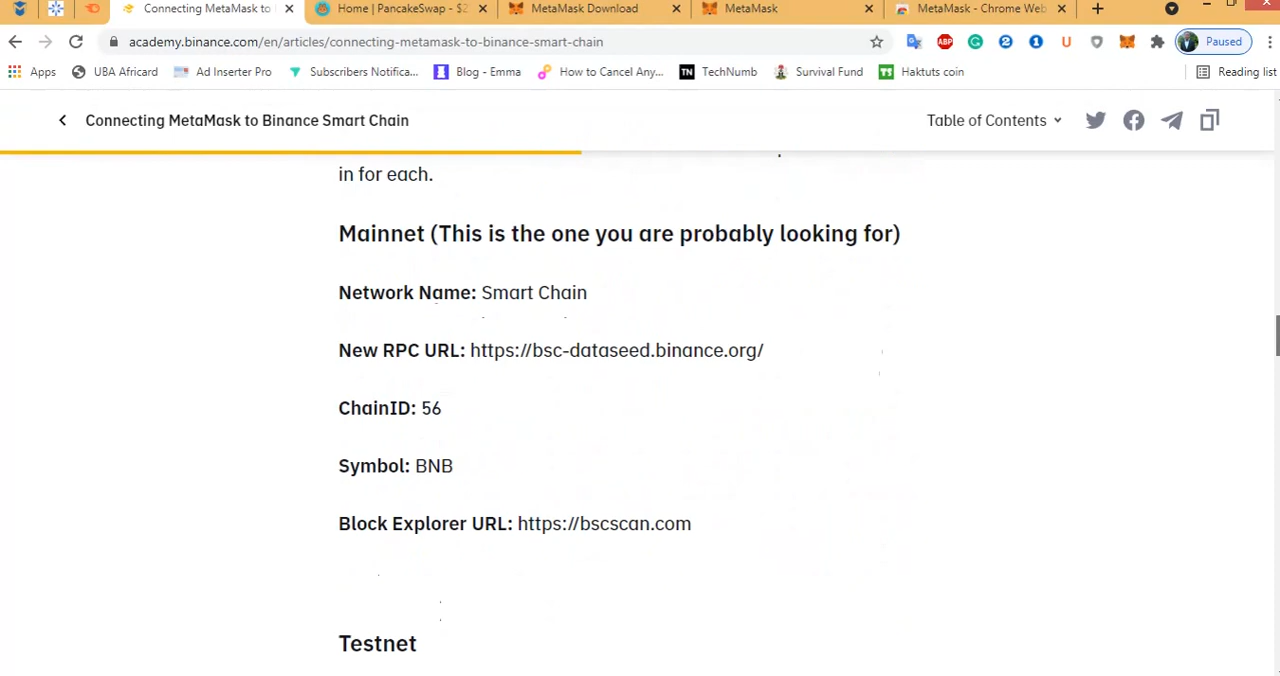 Connecting MetaMask to
Home | PancakeSwap - $2
MetaMask Download
MetaMask
MetaMask - Chrome Web
academy.binance.com/en/articles/connecting-metamask-to-binance-smart-chain
ABP
Paused
Apps
UBA Africard
Ad Inserter Pro
Subscribers Notifica...
Blog - Emma
How to Cancel Any...
TN TechNumb
Survival Fund
TS Haktuts coin
Reading list
Connecting MetaMask to Binance Smart Chain
Table of Contents
in for each.
Mainnet (This is the one you are probably looking for)
Network Name: Smart Chain
New RPC URL: https://bsc-dataseed.binance.org/
ChainID: 56
Symbol: BNB
Block Explorer URL: https://bscscan.com
Testnet